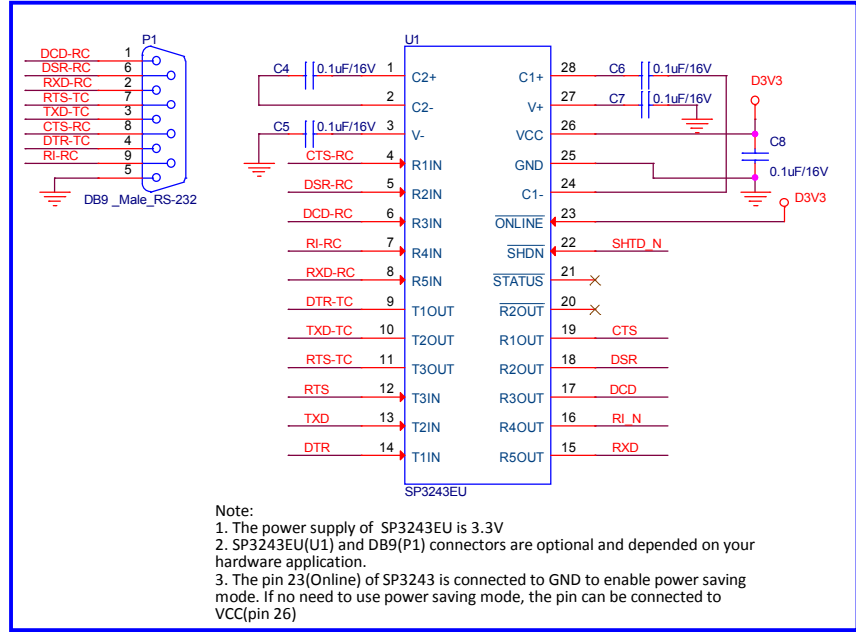 P1
DCD-RC 1
DSR-RC 6
RXD-RC 2
RTS-TC 7
TXD-TC 3
CTS-RC 8
DTR-TC 4
RI-RC 9
5
DB9 _Male_RS-232
U1
C4 0.1uF/16V 1 C2+
2 C2-
C5 0.1uF/16V 3 V-
CTS-RC 4 R1IN
DSR-RC 5 R2IN
DCD-RC 6 R3IN
RI-RC 7 R4IN
RXD-RC 8 R5IN
DTR-TC 9 T1OUT
TXD-TC 10 T2OUT
RTS-TC 11 T3OUT
RTS 12 T3IN
TXD 13 T2IN
DTR 14 T1IN
C1+ 28 C6 0.1uF/16V
V+ 27 C7 0.1uF/16V
VCC 26
GND 25
C1- 24
ONLINE 23
SHDN 22 SHTD_N
STATUS 21
R2OUT 20
R1OUT 19 CTS
R2OUT 18 DSR
R3OUT 17 DCD
R4OUT 16 RI_N
R5OUT 15 RXD
D3V3
C8
0.1uF/16V
D3V3
SP3243EU
Note:
1. The power supply of SP3243EU is 3.3V
2. SP3243EU(U1) and DB9(P1) connectors are optional and depended on your
hardware application.
3. The pin 23(Online) of SP3243 is connected to GND to enable power saving
mode. If no need to use power saving mode, the pin can be connected to
VCC(pin 26)